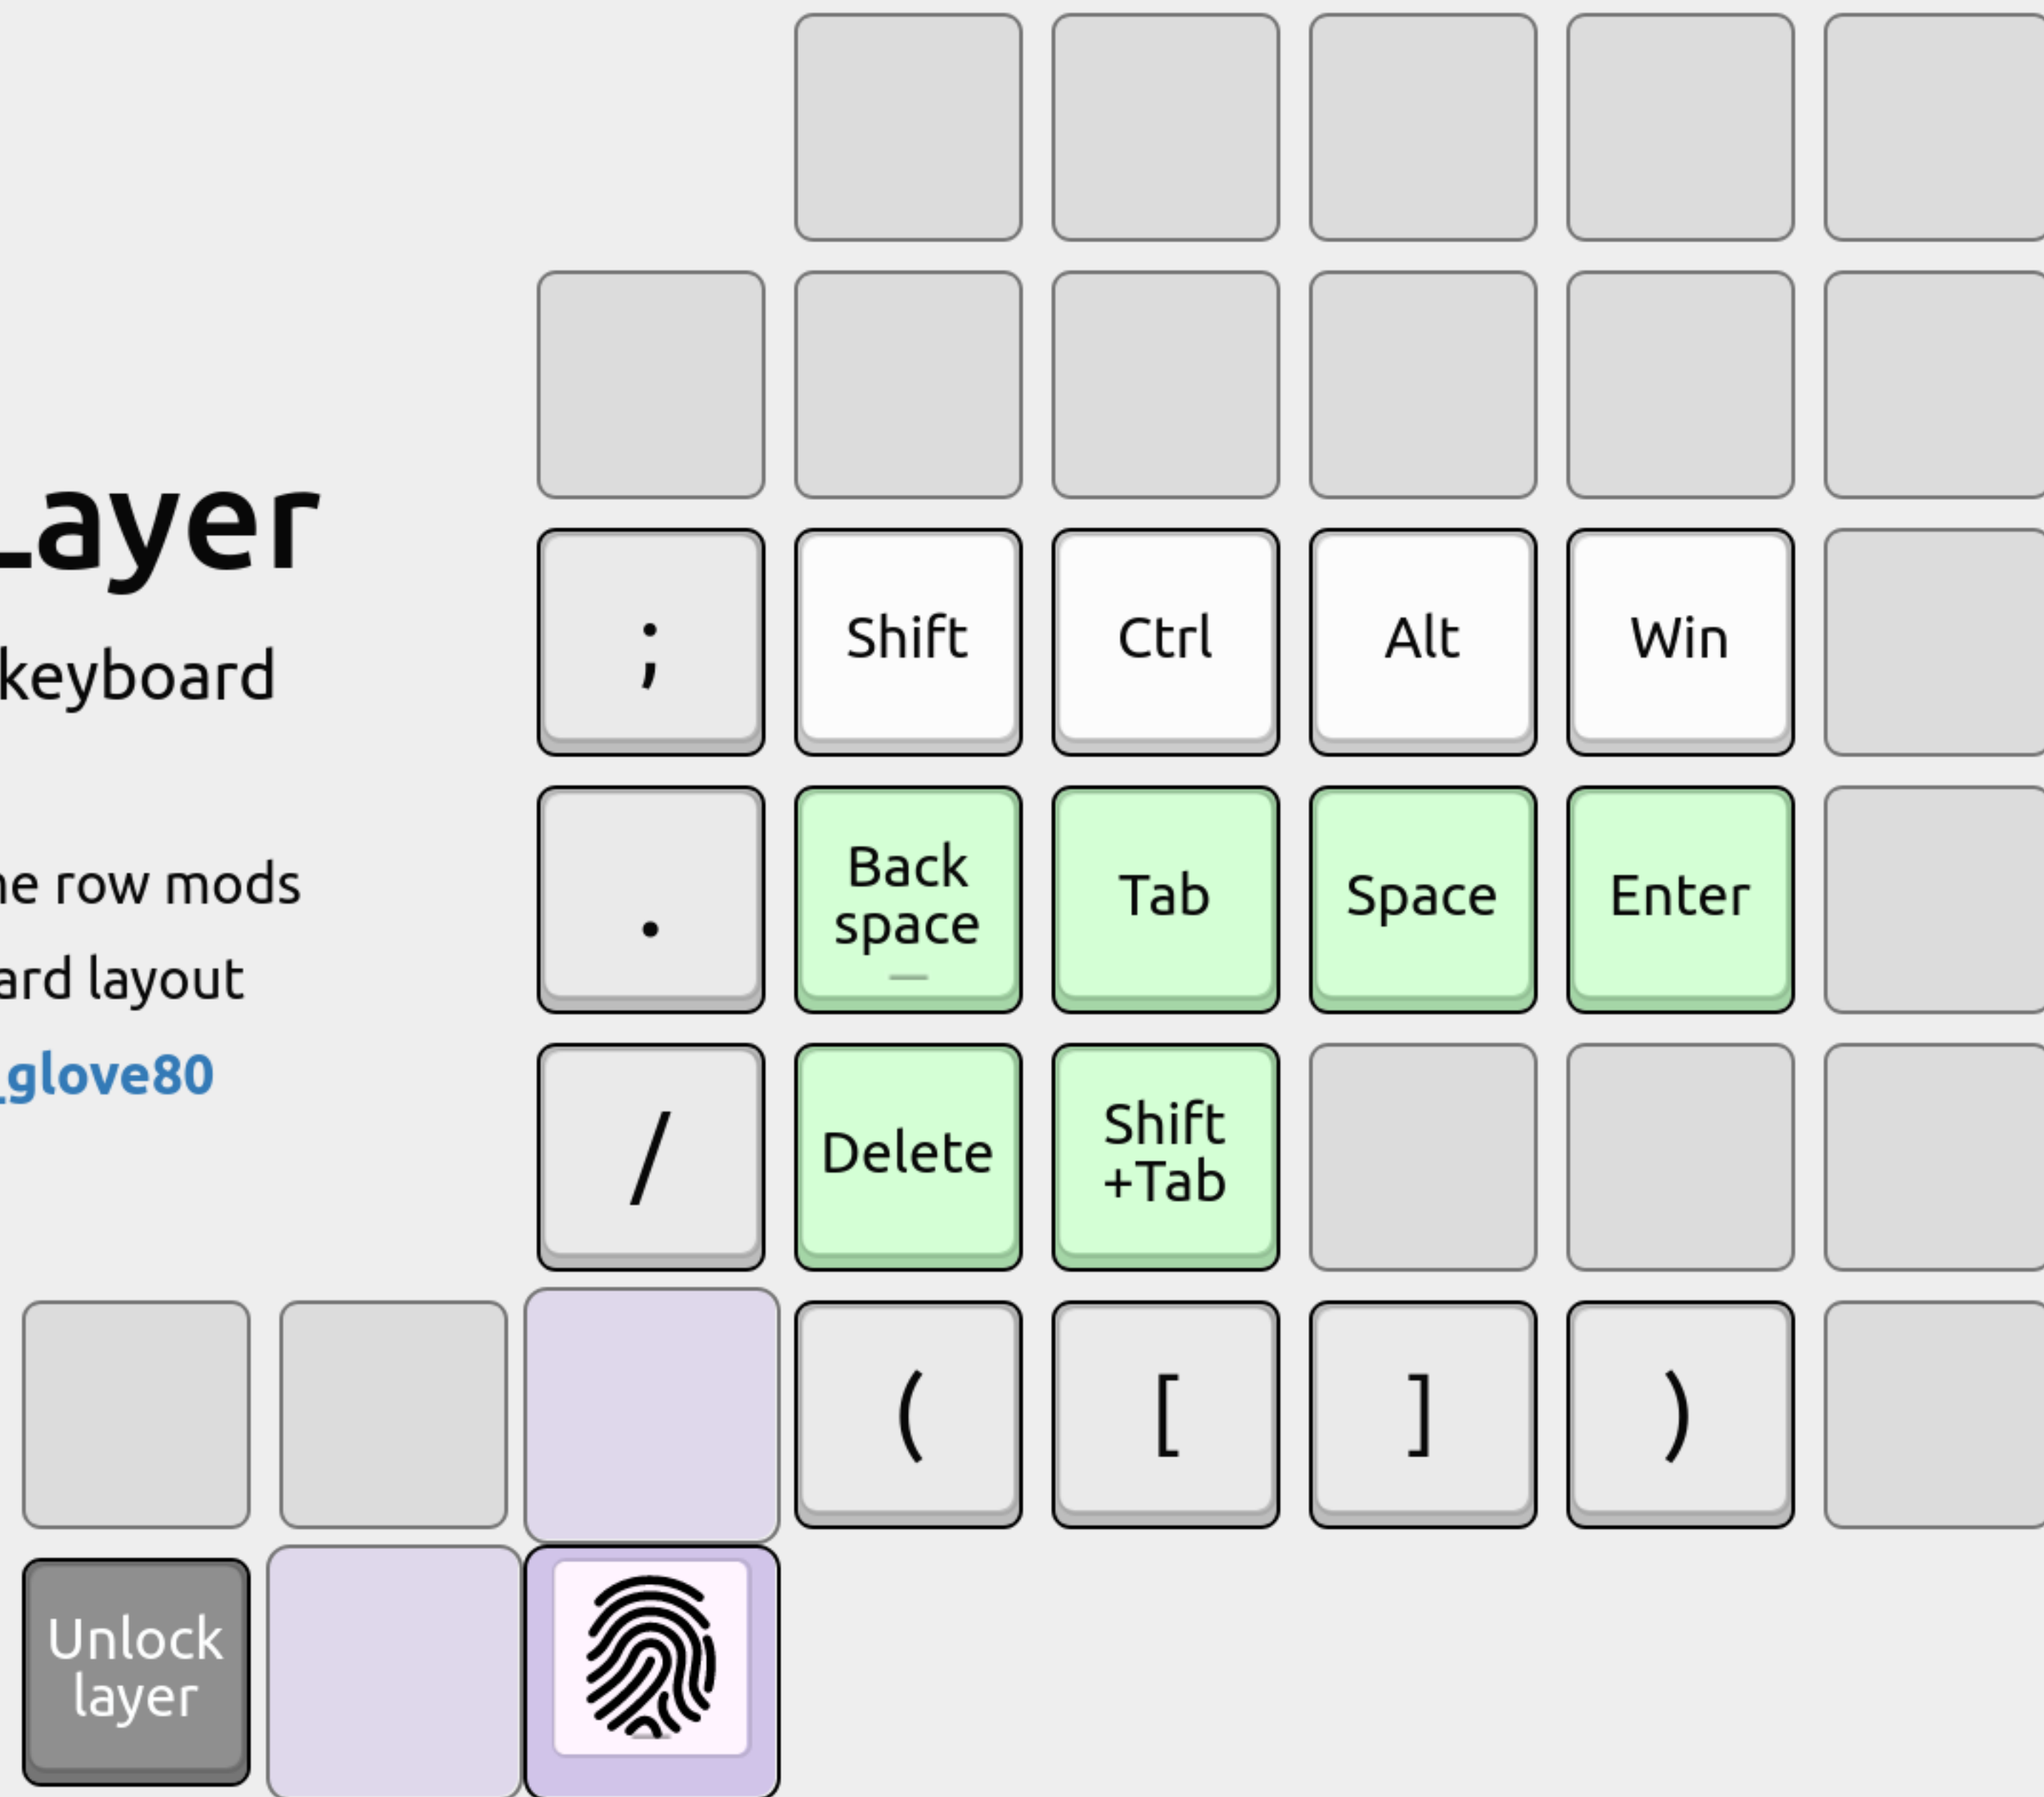 Layer
keyboard
ne row mods
ard layout
_glove80
; Shift Ctrl Alt Win
. Back
space Tab Space Enter
/ Delete Shift
+Tab
( [ ] )
Unlock
layer